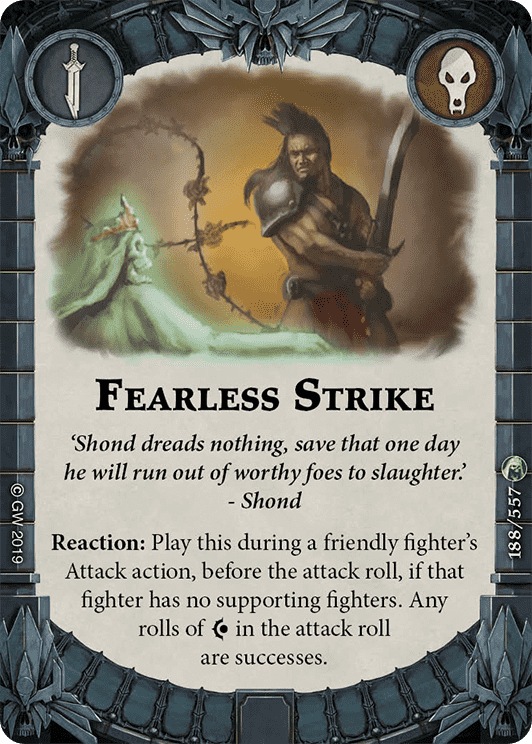 FEARLESS STRIKE
‘Shond dreads nothing, save that one day
he will run out of worthy foes to slaughter.’
- Shond
Reaction: Play this during a friendly fighter’s
Attack action, before the attack roll, if that
fighter has no supporting fighters. Any
rolls of in the attack roll
are successes.
© GW 2019
188/557